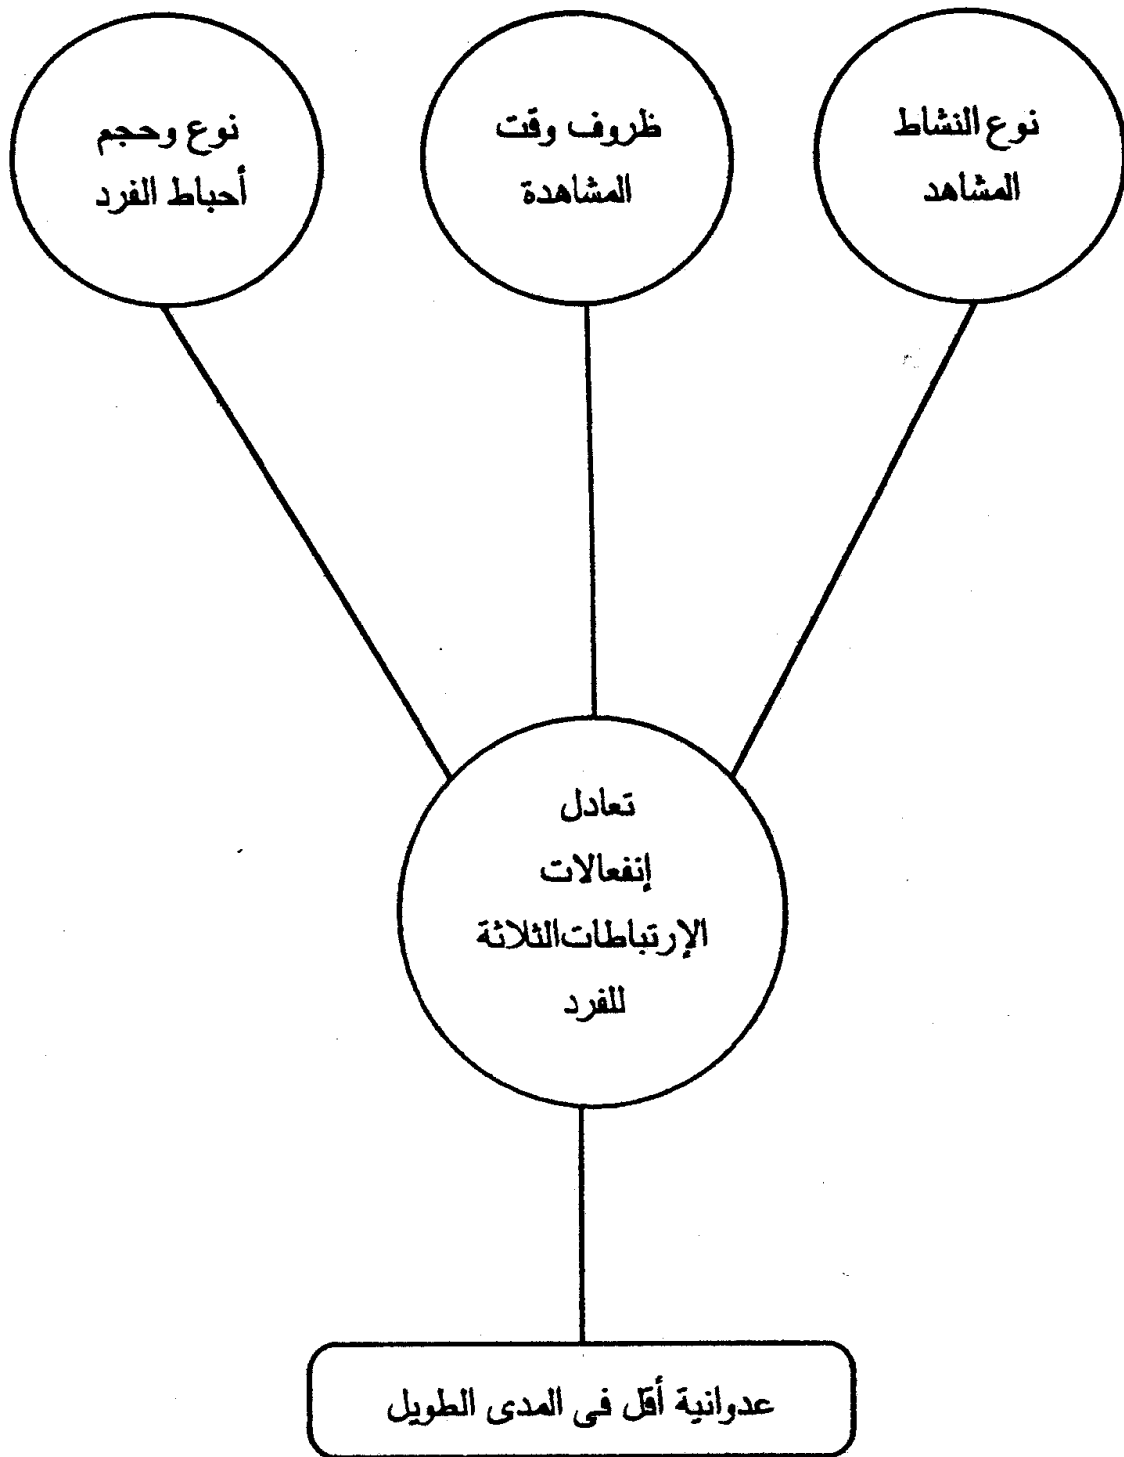 نوع النشاط
المشاهد
ظروف وقت
المشاهدة
نوع وحجم
أحباط الفرد
تعادل
إنفعالات
الإرتباطات الثلاثة
للفرد
عدوانية أقل فى المدى الطويل